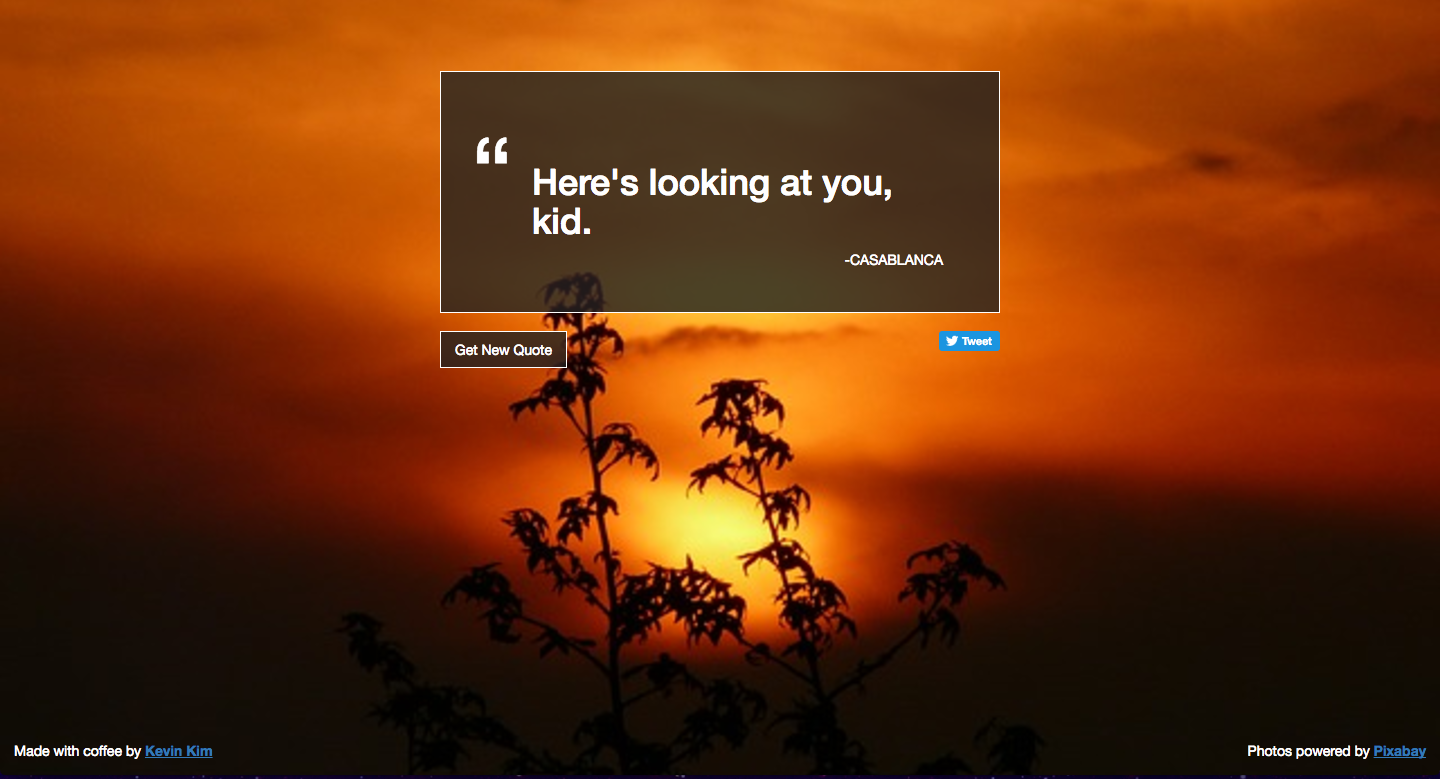 “
Here's looking at you,
kid.
-CASABLANCA
Get New Quote
Tweet
Made with coffee by Kevin Kim
Photos powered by Pixabay